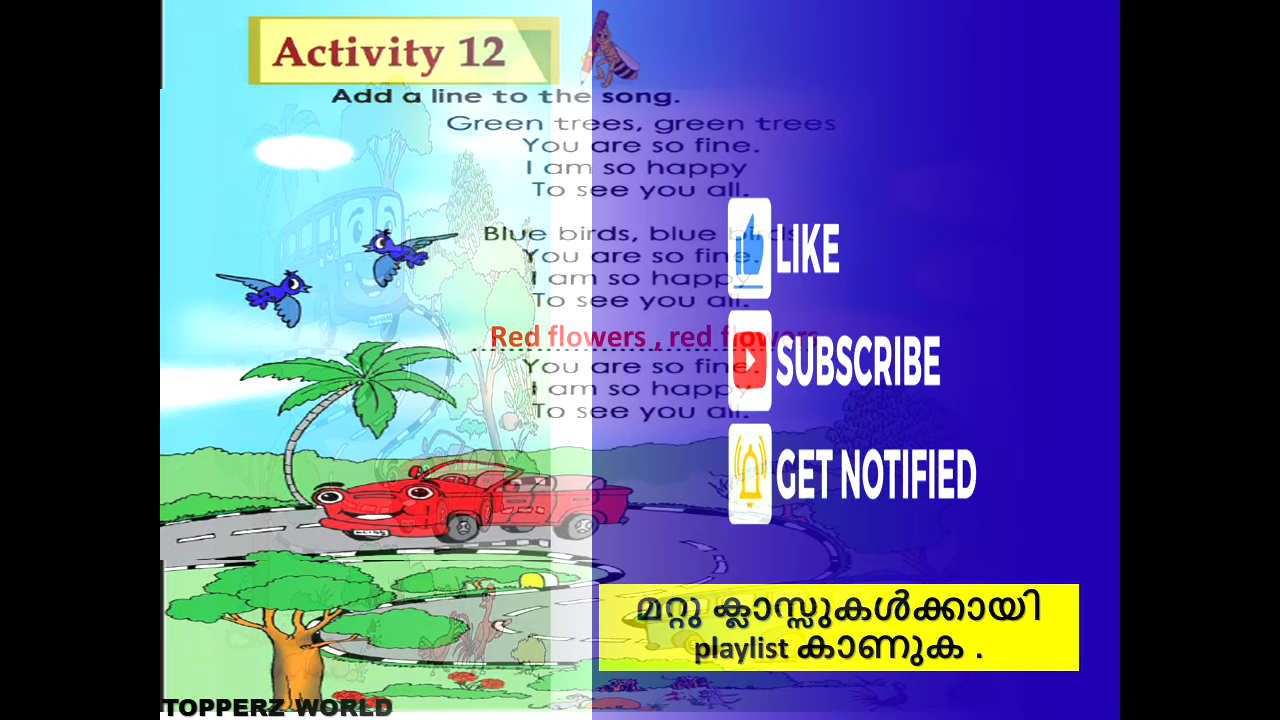 Activity 12
Add a line to the song.
Green trees, green trees
You are so fine.
I am so happy
To see you all.
Blue birds, blue birds
You are so fine.
I am so happy
To see you all.
Red flowers , red flowers
You are so fine.
I am so happy
To see you all.
LIKE
SUBSCRIBE
GET NOTIFIED
മറ്റു ക്ലാസ്സുകൾക്കായി
playlist കാണുക .
TOPPERZ WORLD